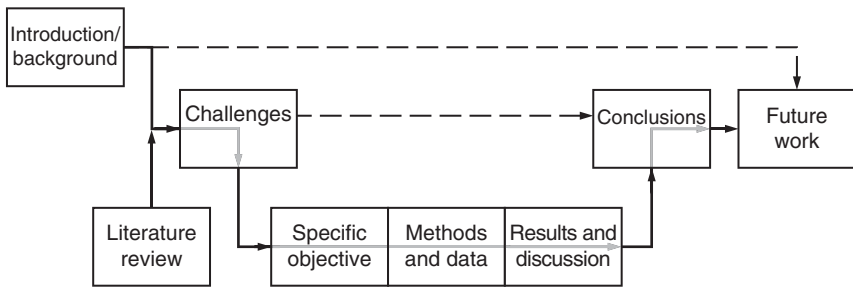 Introduction/
background
Challenges
Conclusions
Future
work
Literature
review
Specific
objective
Methods
and data
Results and
discussion